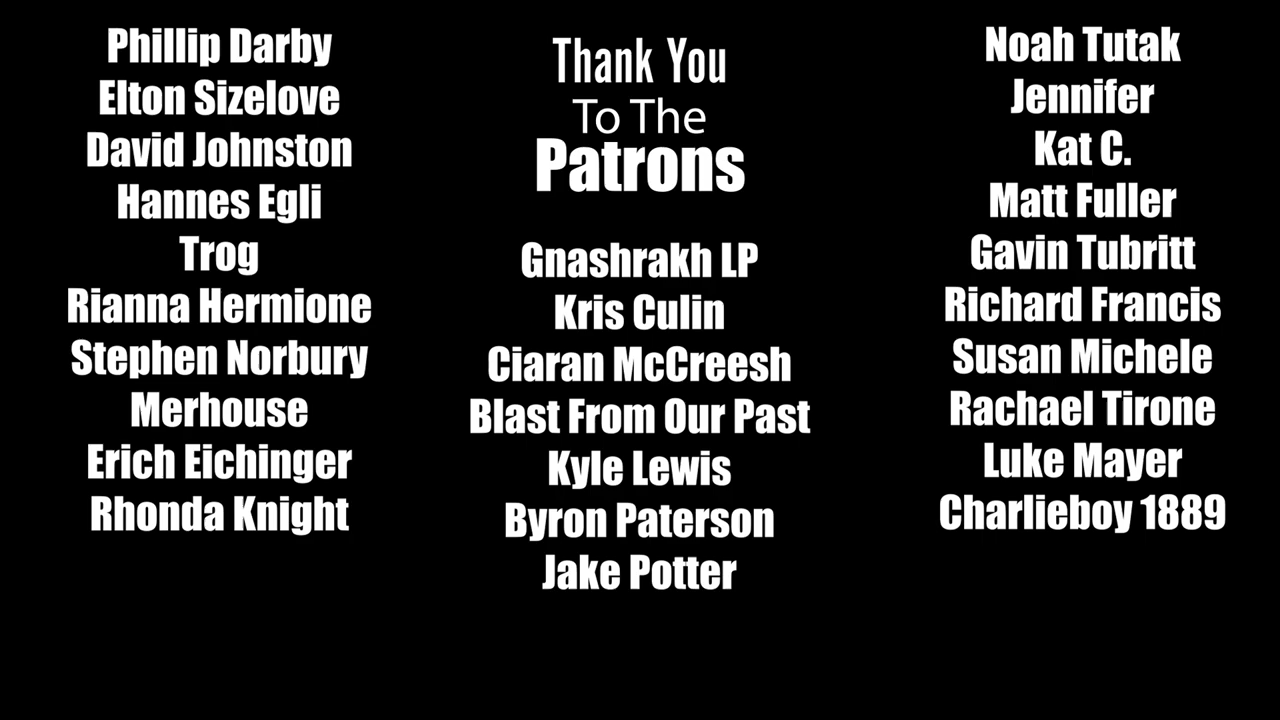 Phillip Darby
Elton Sizelove
David Johnston
Hannes Egli
Trog
Rianna Hermione
Stephen Norbury
Merhouse
Erich Eichinger
Rhonda Knight
Thank You
To The
Patrons
Gnashrakh LP
Kris Culin
Ciaran McCreesh
Blast From Our Past
Kyle Lewis
Byron Paterson
Jake Potter
Noah Tutak
Jennifer
Kat C.
Matt Fuller
Gavin Tubritt
Richard Francis
Susan Michele
Rachael Tirone
Luke Mayer
Charlieboy 1889